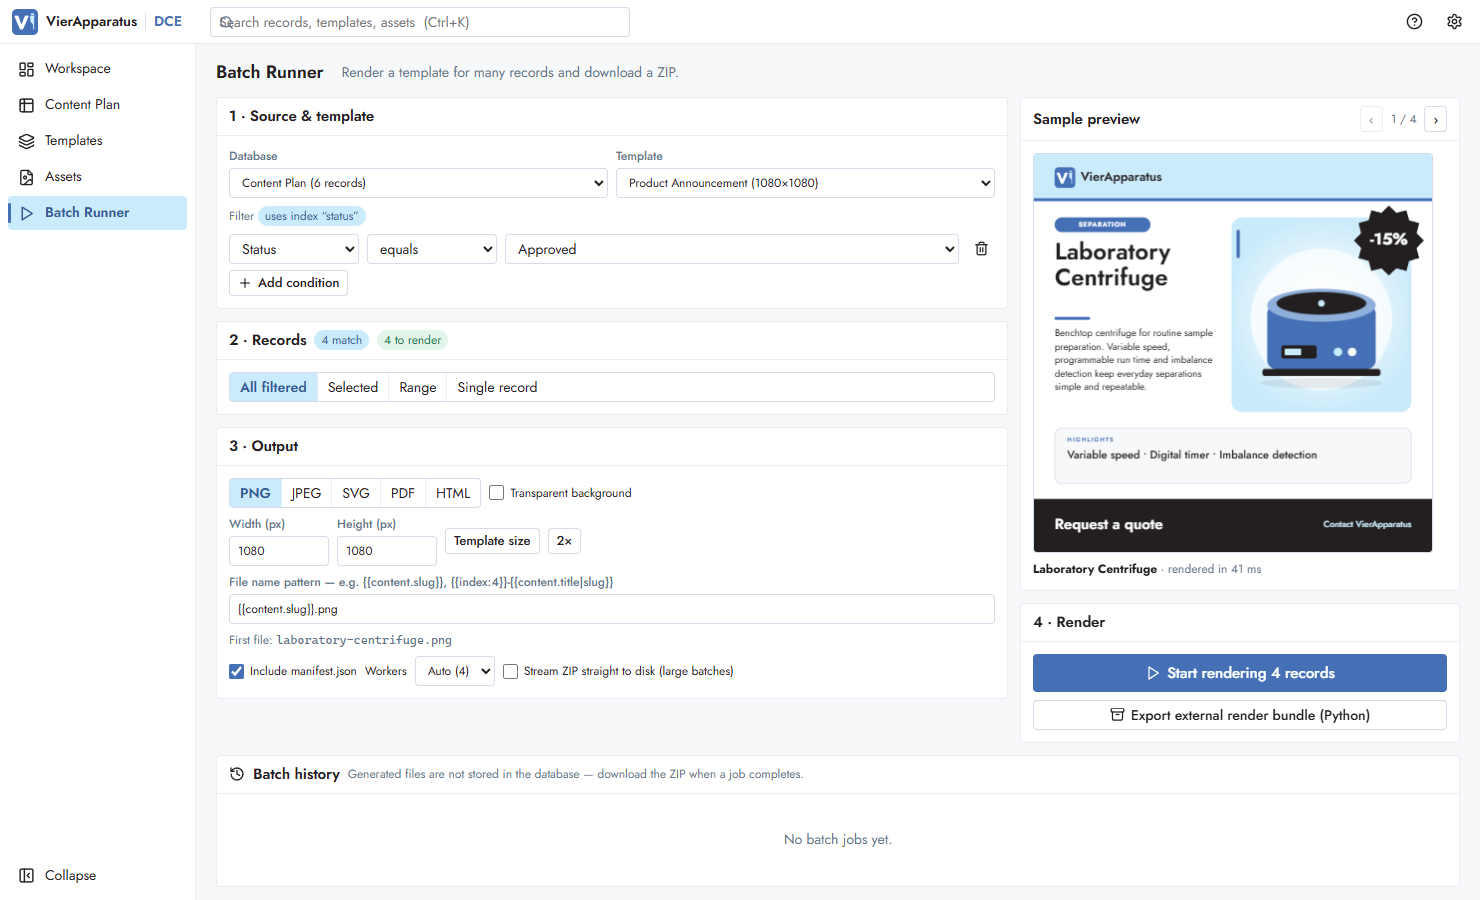 VierApparatus DCE
Search records, templates, assets (Ctrl+K)
Workspace
Content Plan
Templates
Assets
Batch Runner
Collapse
Batch Runner Render a template for many records and download a ZIP.
1 · Source & template
Database Template
Content Plan (6 records) Product Announcement (1080×1080)
Filter uses index “status”
Status equals Approved
Add condition
2 · Records 4 match 4 to render
All filtered Selected Range Single record
3 · Output
PNG JPEG SVG PDF HTML Transparent background
Width (px) Height (px)
1080 1080 Template size 2×
File name pattern — e.g. {{content.slug}}, {{index:4}}-{{content.title|slug}}
{{content.slug}}.png
First file: laboratory-centrifuge.png
Include manifest.json Workers Auto (4) Stream ZIP straight to disk (large batches)
Sample preview ‹ 1 / 4 ›
VierApparatus
SEPARATION
-15%
Laboratory
Centrifuge
Benchtop centrifuge for routine sample
preparation. Variable speed,
programmable run time and imbalance
detection keep everyday separations
simple and repeatable.
HIGHLIGHTS
Variable speed · Digital timer · Imbalance detection
Request a quote Contact VierApparatus
Laboratory Centrifuge · rendered in 41 ms
4 · Render
Start rendering 4 records
Export external render bundle (Python)
Batch history Generated files are not stored in the database — download the ZIP when a job completes.
No batch jobs yet.